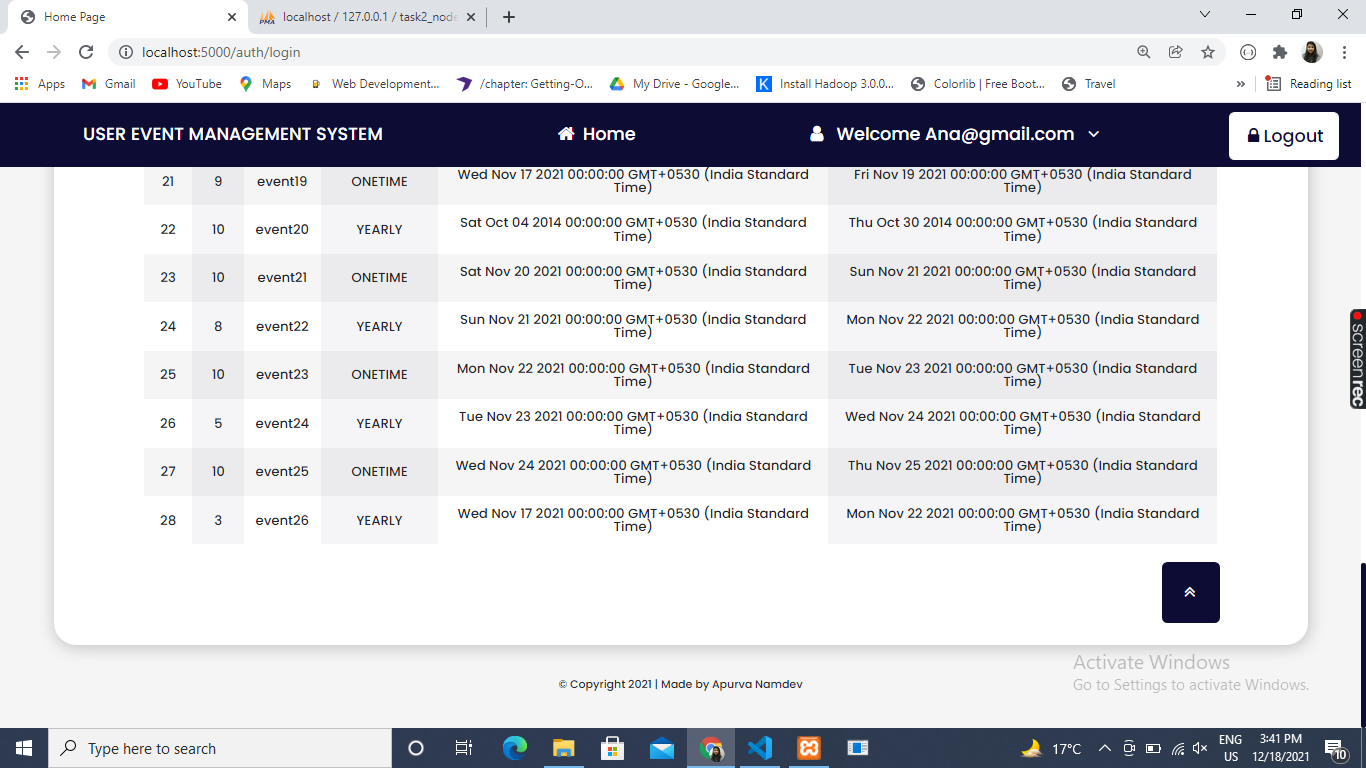 Home Page
localhost / 127.0.0.1 / task2_node
localhost:5000/auth/login
Apps
Gmail
YouTube
Maps
Web Development...
/chapter: Getting-O...
My Drive - Google...
Install Hadoop 3.0.0...
Colorlib | Free Boot...
Travel
»
Reading list
USER EVENT MANAGEMENT SYSTEM
Home
Welcome Ana@gmail.com
Logout
21 9 event19 ONETIME Wed Nov 17 2021 00:00:00 GMT+0530 (India Standard Fri Nov 19 2021 00:00:00 GMT+0530 (India Standard
Time) Time)
22 10 event20 YEARLY Sat Oct 04 2014 00:00:00 GMT+0530 (India Standard Thu Oct 30 2014 00:00:00 GMT+0530 (India Standard
Time) Time)
23 10 event21 ONETIME Sat Nov 20 2021 00:00:00 GMT+0530 (India Standard Sun Nov 21 2021 00:00:00 GMT+0530 (India Standard
Time) Time)
24 8 event22 YEARLY Sun Nov 21 2021 00:00:00 GMT+0530 (India Standard Mon Nov 22 2021 00:00:00 GMT+0530 (India Standard
Time) Time)
25 10 event23 ONETIME Mon Nov 22 2021 00:00:00 GMT+0530 (India Standard Tue Nov 23 2021 00:00:00 GMT+0530 (India Standard
Time) Time)
26 5 event24 YEARLY Tue Nov 23 2021 00:00:00 GMT+0530 (India Standard Wed Nov 24 2021 00:00:00 GMT+0530 (India Standard
Time) Time)
27 10 event25 ONETIME Wed Nov 24 2021 00:00:00 GMT+0530 (India Standard Thu Nov 25 2021 00:00:00 GMT+0530 (India Standard
Time) Time)
28 3 event26 YEARLY Wed Nov 17 2021 00:00:00 GMT+0530 (India Standard Mon Nov 22 2021 00:00:00 GMT+0530 (India Standard
Time) Time)
screenrec
Activate Windows
Go to Settings to activate Windows.
© Copyright 2021 | Made by Apurva Namdev
Type here to search
17°C
ENG
US
3:41 PM
12/18/2021
10